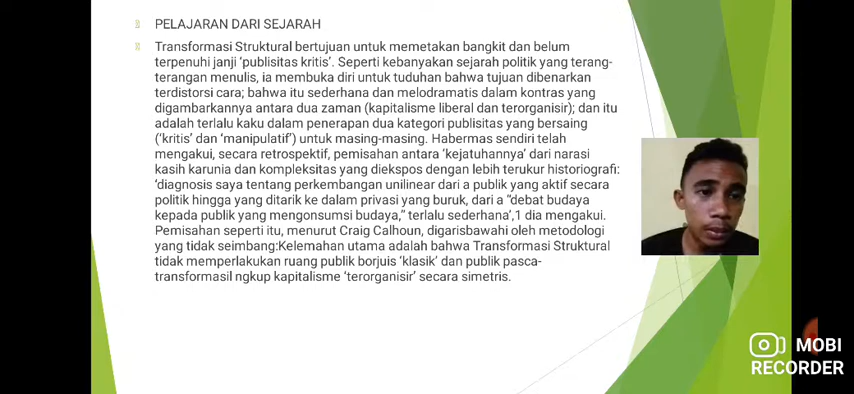 PELAJARAN DARI SEJARAH
Transformasi Struktural bertujuan untuk memetakan bangkit dan belum
terpenuhi janji ‘publisitas kritis’. Seperti kebanyakan sejarah politik yang terang-
terangan menulis, ia membuka diri untuk tuduhan bahwa tujuan dibenarkan
terdistorsi cara; bahwa itu sederhana dan melodramatis dalam kontras yang
digambarkannya antara dua zaman (kapitalisme liberal dan terorganisir); dan itu
adalah terlalu kaku dalam penerapan dua kategori publisitas yang bersaing
(‘kritis’ dan ‘manipulatif’) untuk masing-masing. Habermas sendiri telah
mengakui, secara retrospektif, pemisahan antara ‘kejatuhannya’ dari narasi
kasih karunia dan kompleksitas yang diekspos dengan lebih terukur historiografi:
‘diagnosis saya tentang perkembangan unilinear dari a publik yang aktif secara
politik hingga yang ditarik ke dalam privasi yang buruk, dari a “debat budaya
kepada publik yang mengonsumsi budaya,” terlalu sederhana’,1 dia mengakui.
Pemisahan seperti itu, menurut Craig Calhoun, digarisbawahi oleh metodologi
yang tidak seimbang:Kelemahan utama adalah bahwa Transformasi Struktural
tidak memperlakukan ruang publik borjuis ‘klasik’ dan publik pasca-
transformasil ngkup kapitalisme ‘terorganisir’ secara simetris.
MOBI
RECORDER